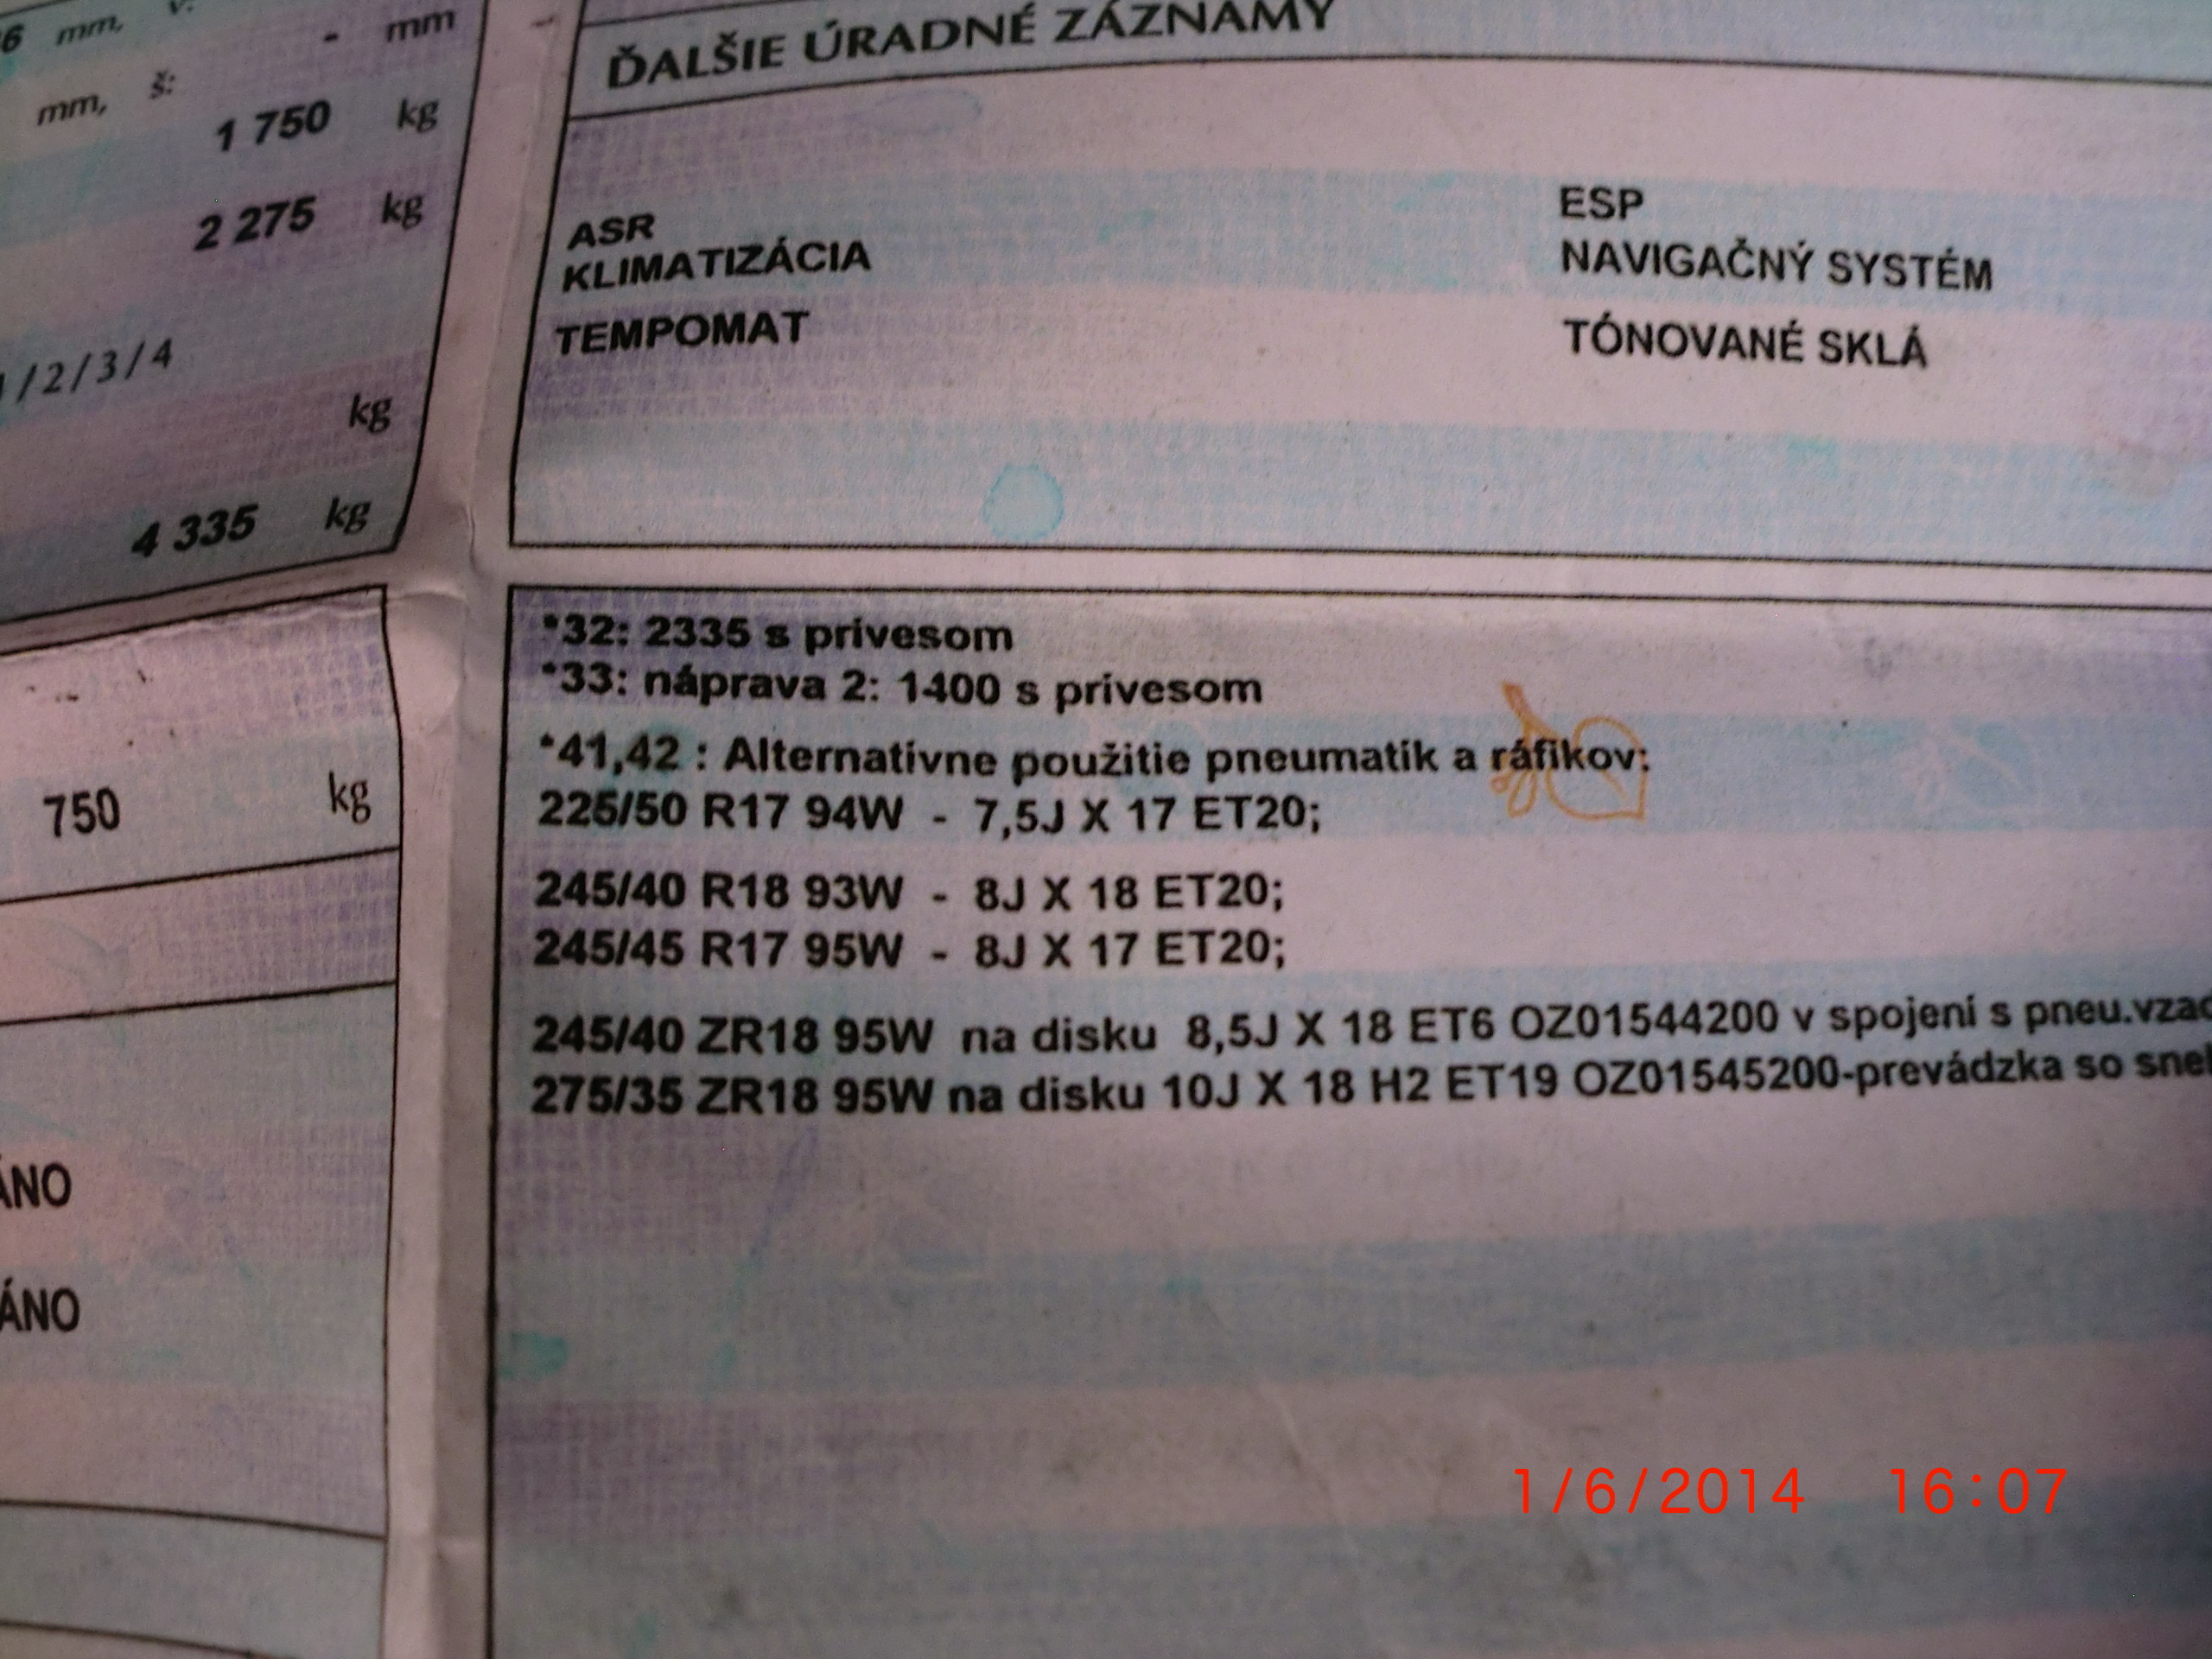 mm, v:
- mm
mm, š:
1 750 kg
2 275 kg
/2/3/4
kg
4 335 kg
750 kg
ÁNO
ÁNO
ĎALŠIE ÚRADNÉ ZÁZNAMY
ASR ESP
KLIMATIZÁCIA NAVIGAČNÝ SYSTÉM
TEMPOMAT TÓNOVANÉ SKLÁ
*32: 2335 s prívesom
*33: náprava 2: 1400 s prívesom
*41,42 : Alternatívne použitie pneumatík a ráfikov:
225/50 R17 94W - 7,5J X 17 ET20;
245/40 R18 93W - 8J X 18 ET20;
245/45 R17 95W - 8J X 17 ET20;
245/40 ZR18 95W na disku 8,5J X 18 ET6 OZ01544200 v spojení s pneu.
275/35 ZR18 95W na disku 10J X 18 H2 ET19 OZ01545200-prevádzka so
1/6/2014 16:07